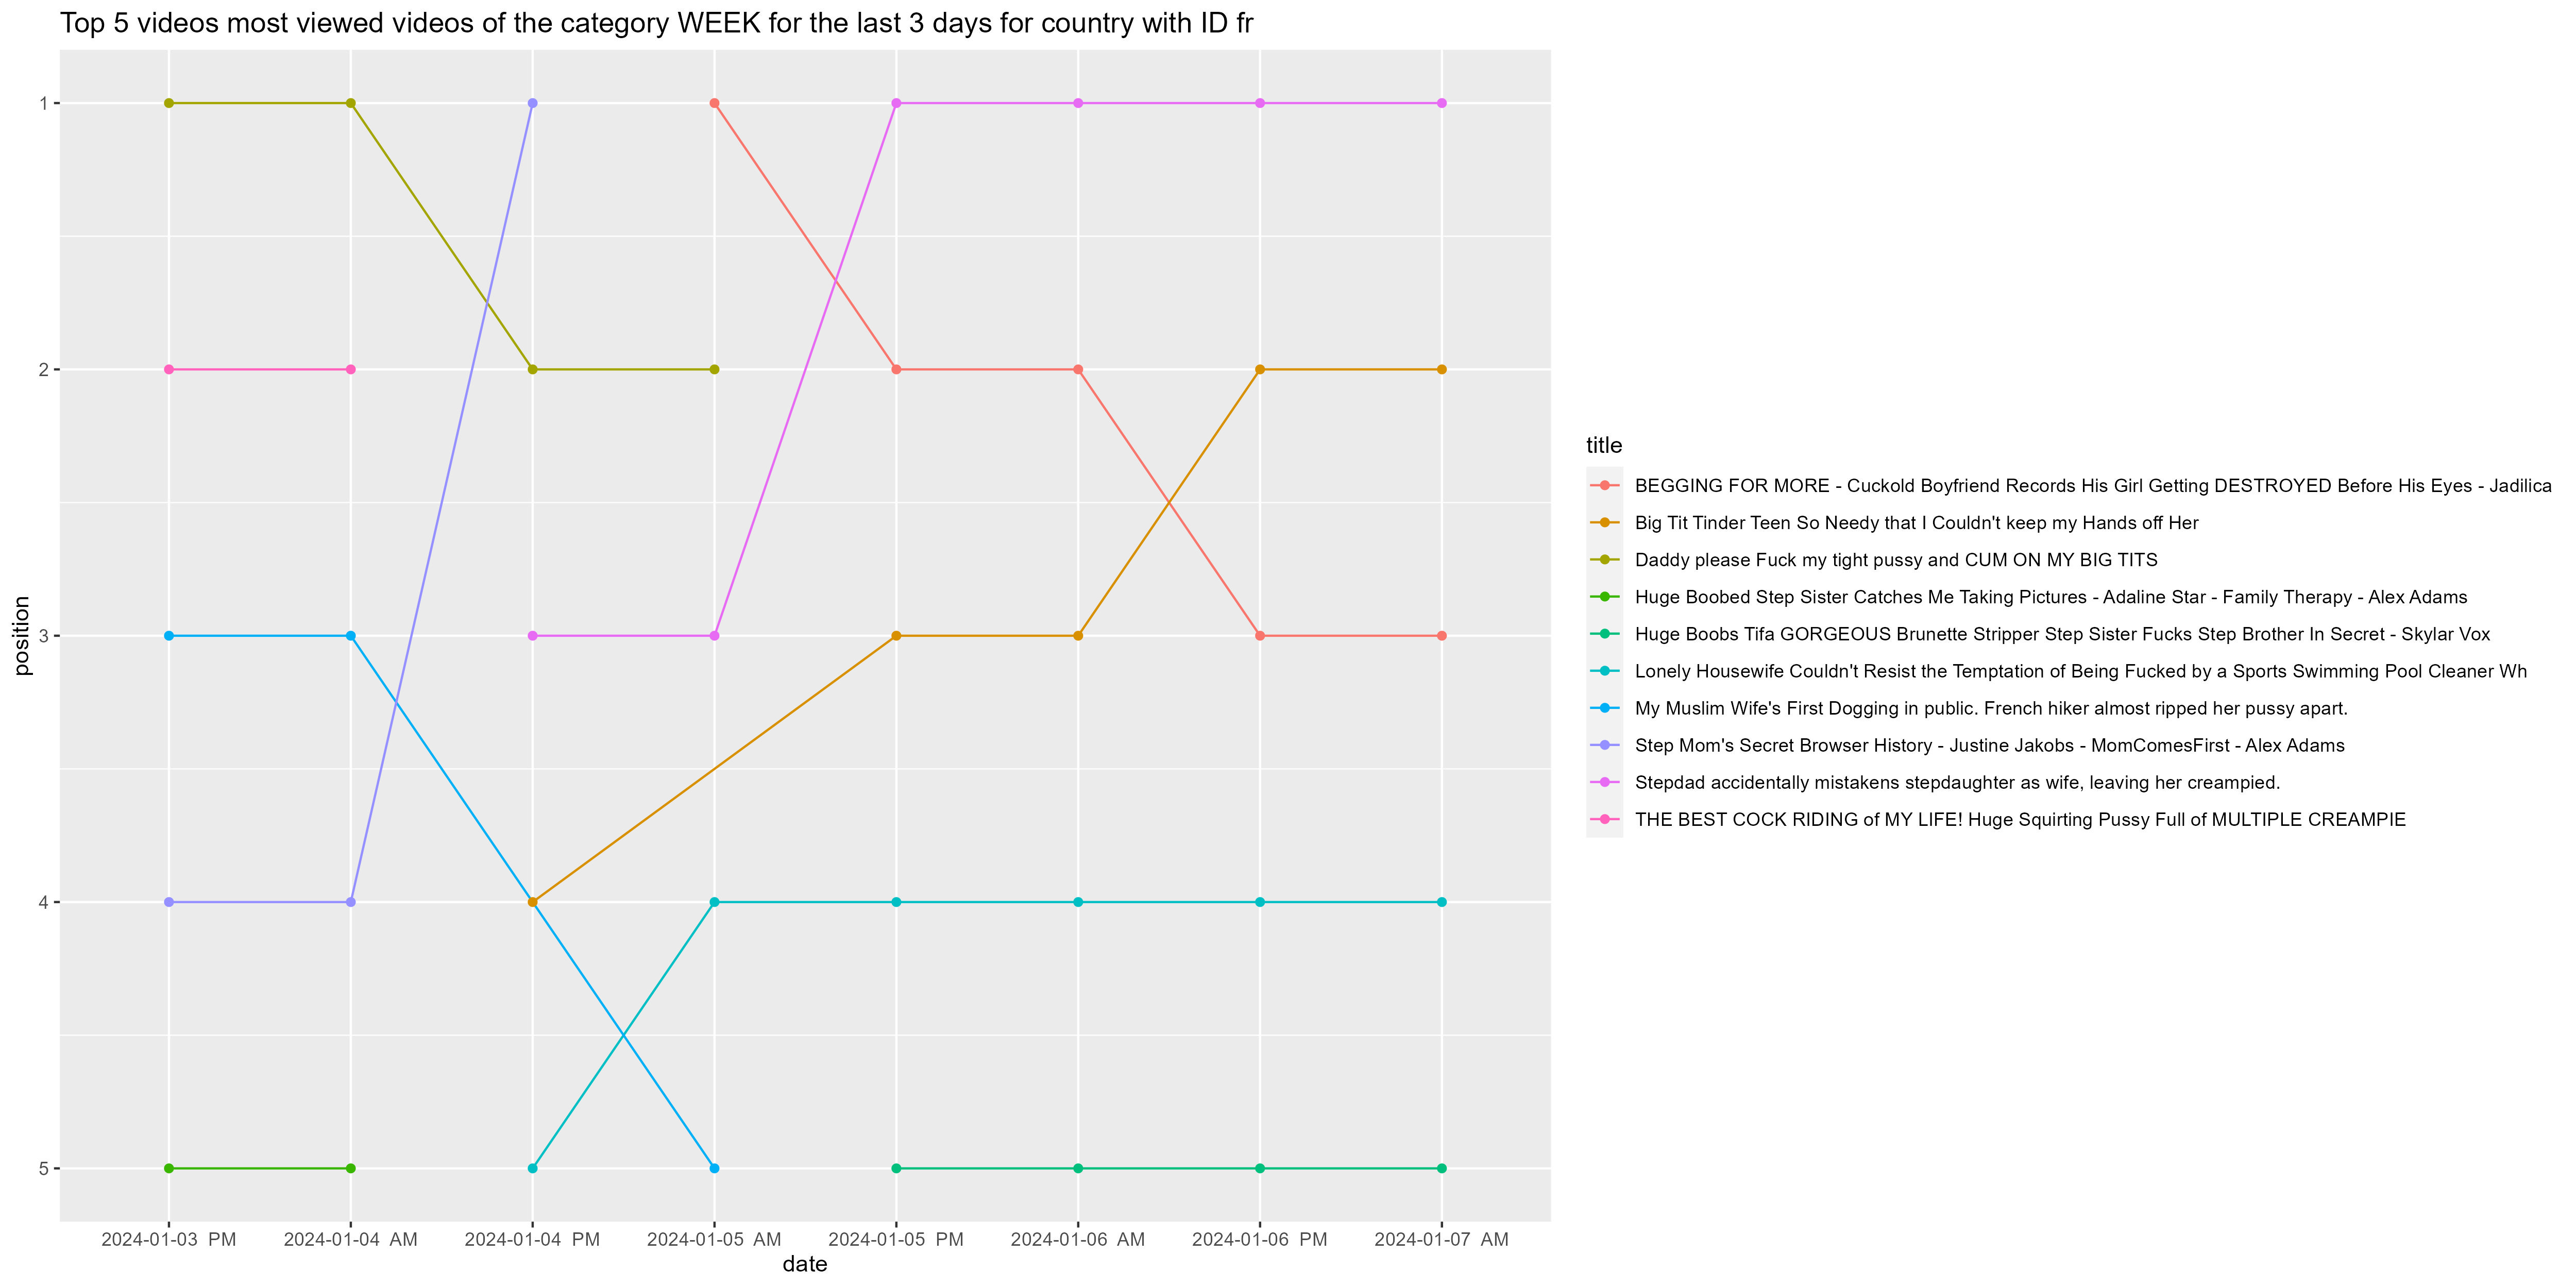 Top 5 videos most viewed videos of the category WEEK for the last 3 days for country with ID fr
position
1
2
3
4
5
2024-01-03 PM
2024-01-04 AM
2024-01-04 PM
2024-01-05 AM
2024-01-05 PM
2024-01-06 AM
2024-01-06 PM
2024-01-07 AM
date
title
BEGGING FOR MORE - Cuckold Boyfriend Records His Girl Getting DESTROYED Before His Eyes - Jadilica
Big Tit Tinder Teen So Needy that I Couldn't keep my Hands off Her
Daddy please Fuck my tight pussy and CUM ON MY BIG TITS
Huge Boobed Step Sister Catches Me Taking Pictures - Adaline Star - Family Therapy - Alex Adams
Huge Boobs Tifa GORGEOUS Brunette Stripper Step Sister Fucks Step Brother In Secret - Skylar Vox
Lonely Housewife Couldn't Resist the Temptation of Being Fucked by a Sports Swimming Pool Cleaner Wh
My Muslim Wife's First Dogging in public. French hiker almost ripped her pussy apart.
Step Mom's Secret Browser History - Justine Jakobs - MomComesFirst - Alex Adams
Stepdad accidentally mistakens stepdaughter as wife, leaving her creampied.
THE BEST COCK RIDING of MY LIFE! Huge Squirting Pussy Full of MULTIPLE CREAMPIE